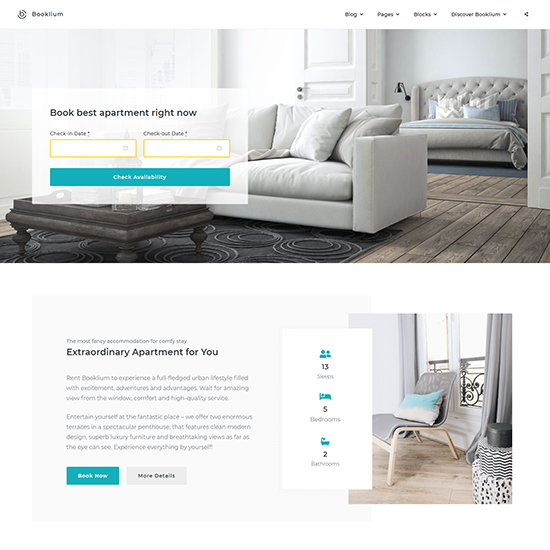 Booklium
Blog Pages Blocks Discover Booklium
Book best apartment right now
Check-in Date * Check-out Date *
Check Availability
The most fancy accommodation for comfy stay
Extraordinary Apartment for You
Rent Booklium to experience a full-fledged urban lifestyle filled
with excitement, adventures and advantages. Wait for amazing
view from the window, comfort and high-quality service.
Entertain yourself at the fantastic place – we offer two enormous
terraces in a spectacular penthouse, that features clean modern
design, superb luxury furniture and breathtaking views as far as
the eye can see. Experience everything by yourself!
Book Now More Details
13
Sleeps
5
Bedrooms
2
Bathrooms